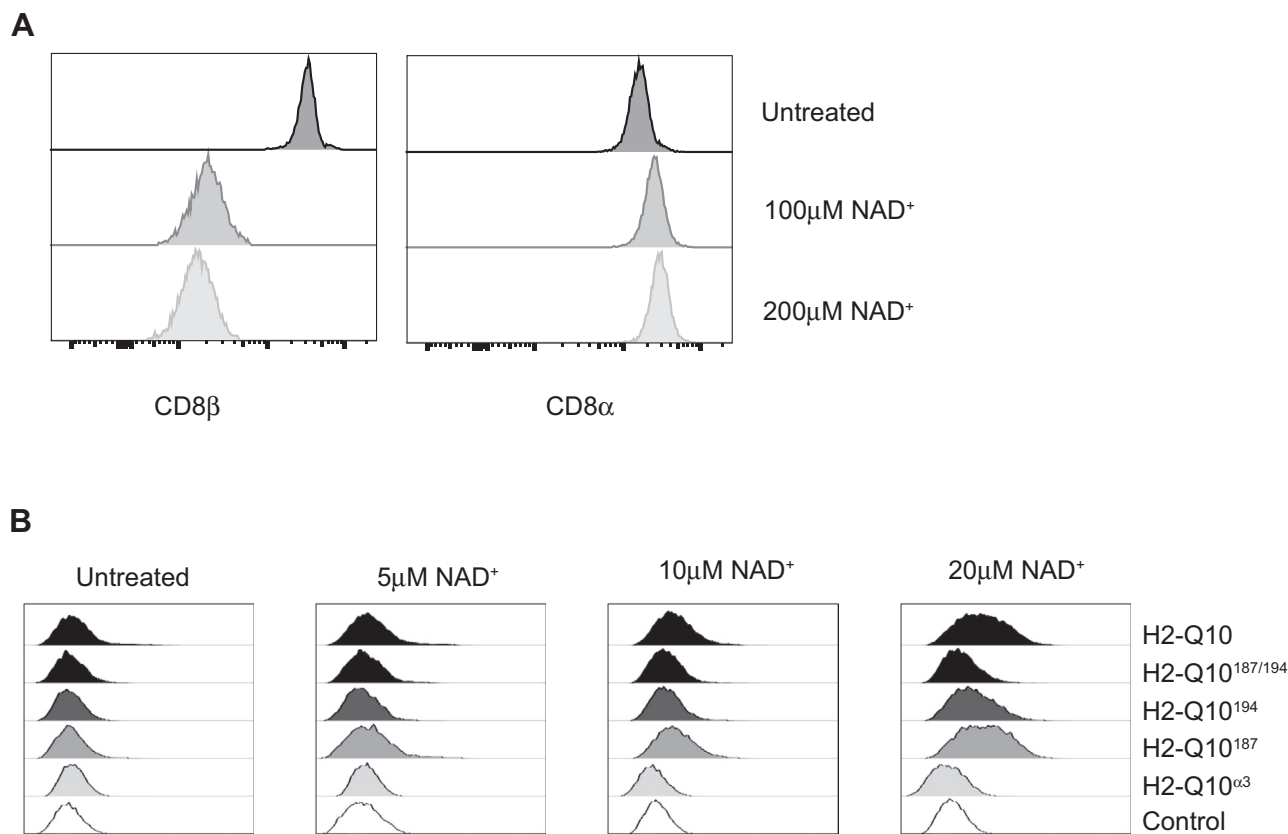 A
Untreated
100μM NAD⁺
200μM NAD⁺
CD8β
CD8α
B
Untreated
5μM NAD⁺
10μM NAD⁺
20μM NAD⁺
H2-Q10
H2-Q10¹⁸⁷/¹⁹⁴
H2-Q10¹⁹⁴
H2-Q10¹⁸⁷
H2-Q10ᵅ³
Control